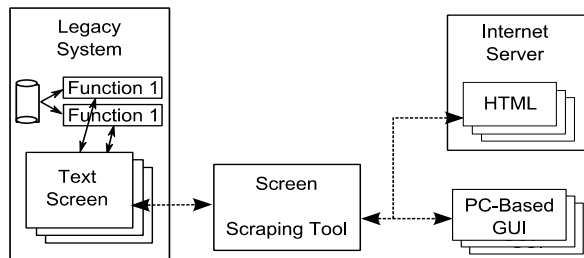 Legacy
System
Function 1
Function 1
Text
Screen
Screen
Scraping Tool
Internet
Server
HTML
PC-Based
GUI